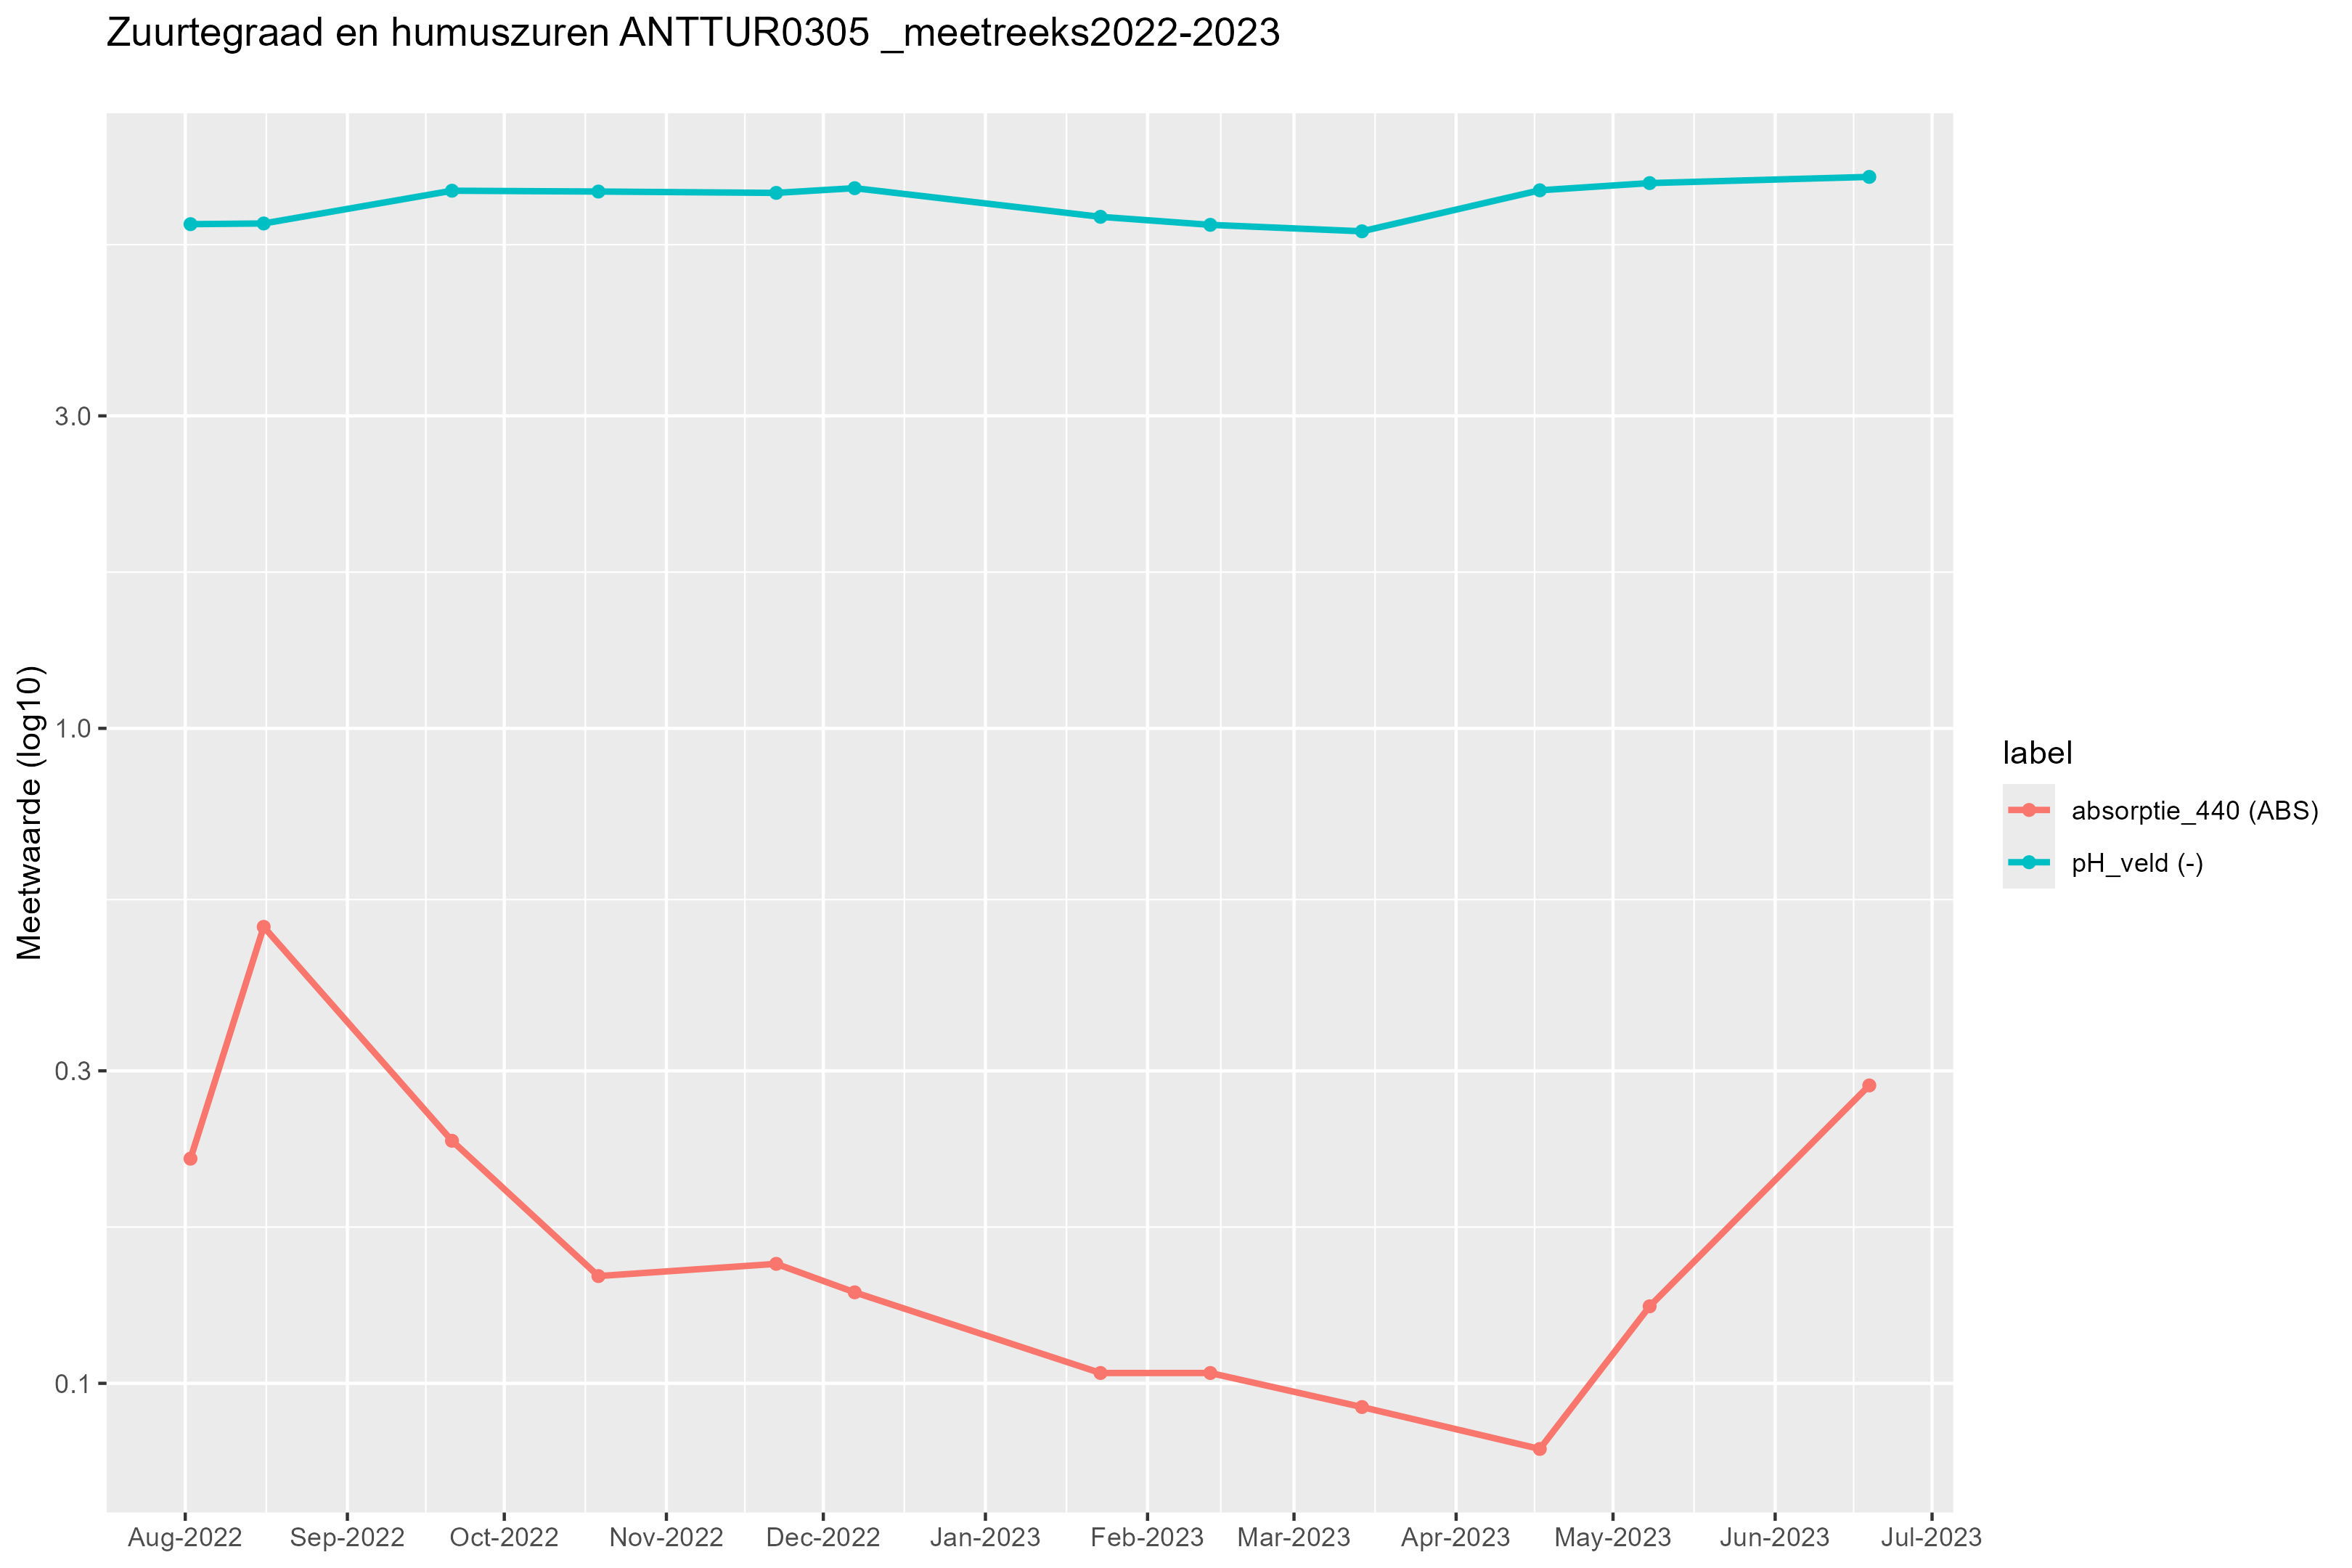 Zuurtegraad en humuszuren ANTTUR0305 _meetreeks2022-2023
Meetwaarde (log10)
3.0
1.0
0.3
0.1
Aug-2022 Sep-2022 Oct-2022 Nov-2022 Dec-2022 Jan-2023 Feb-2023 Mar-2023 Apr-2023 May-2023 Jun-2023 Jul-2023
label
absorptie_440 (ABS)
pH_veld (-)